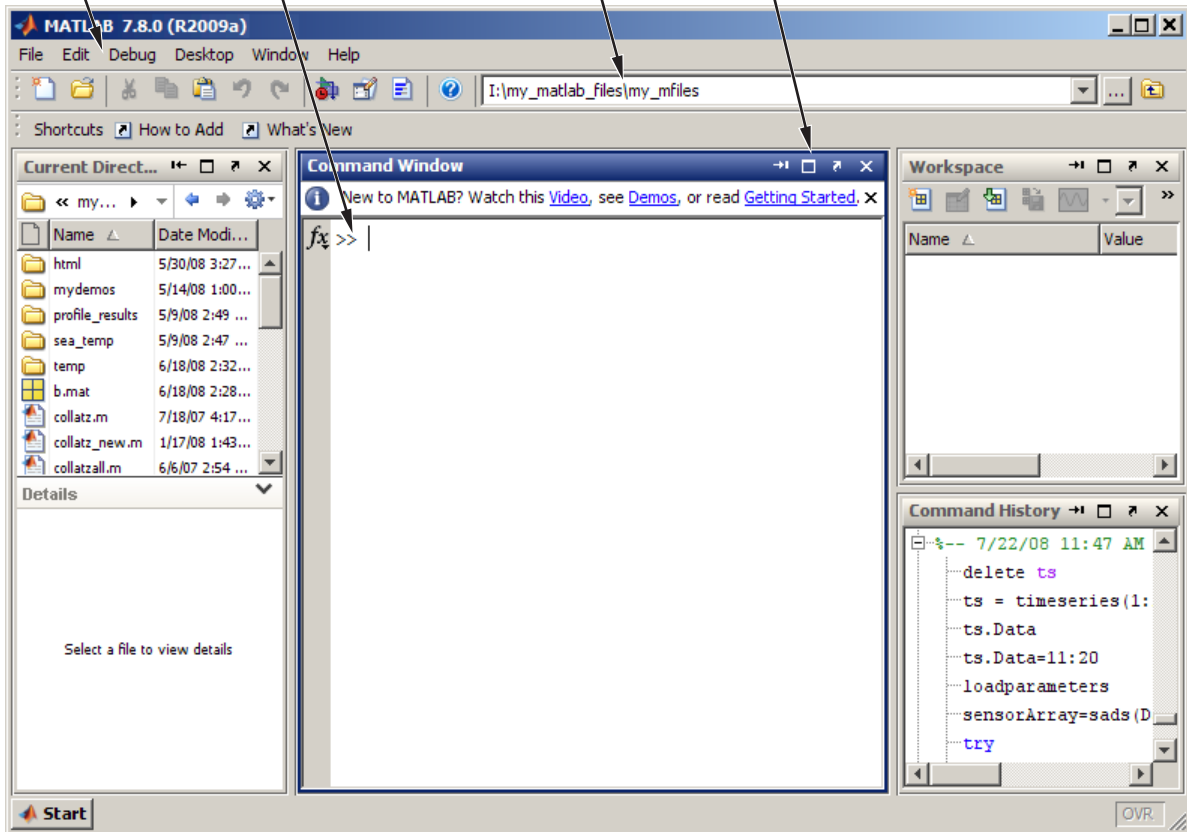 MATLAB 7.8.0 (R2009a)
File Edit Debug Desktop Window Help
I:\my_matlab_files\my_mfiles ...
Shortcuts How to Add What's New
Current Direct...
« my...
Name Date Modi...
html 5/30/08 3:27...
mydemos 5/14/08 1:00...
profile_results 5/9/08 2:49 ...
sea_temp 5/9/08 2:47 ...
temp 6/18/08 2:32...
b.mat 6/18/08 2:28...
collatz.m 7/18/07 4:17...
collatz_new.m 1/17/08 1:43...
collatzall.m 6/6/07 2:54 ...
Details
Select a file to view details
Command Window
New to MATLAB? Watch this Video, see Demos, or read Getting Started.
fx >>
Workspace
»
Name Value
Command History
%-- 7/22/08 11:47 AM
delete ts
ts = timeseries(1:
ts.Data
ts.Data=11:20
loadparameters
sensorArray=sads(D
try
Start
OVR